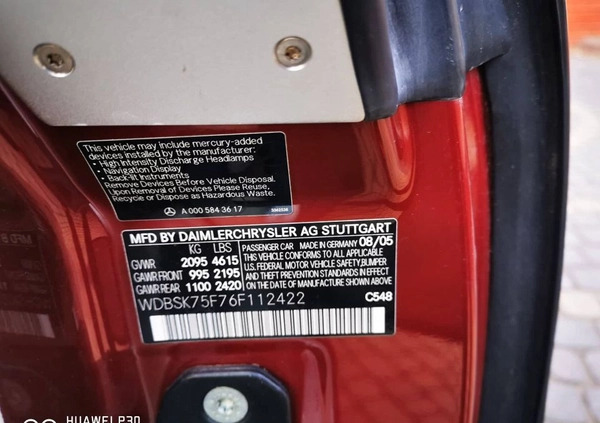 This vehicle may include mercury-added
devices installed by the manufacturer:
• High Intensity Discharge Headlamps
• Navigation Display
• Back-lit Instruments
Remove Devices Before Vehicle Disposal.
Upon Removal of Devices Please Reuse,
Recycle or Dispose as Hazardous Waste.
A 000 584 36 17
MFD BY DAIMLERCHRYSLER AG STUTTGART
KG LBS PASSENGER CAR MADE IN GERMANY 08/05
GVWR 2095 4615 THIS VEHICLE CONFORMS TO ALL APPLICABLE
GAWR FRONT 995 2195 U.S. FEDERAL MOTOR VEHICLE SAFETY, BUMPER
AND THEFT PREVENTION STANDARDS IN EFFECT
GAWR REAR 1100 2420 ON THE DATE OF MANUFACTURE SHOWN ABOVE.
WDBSK75F76F112422 C548
HUAWEI P30